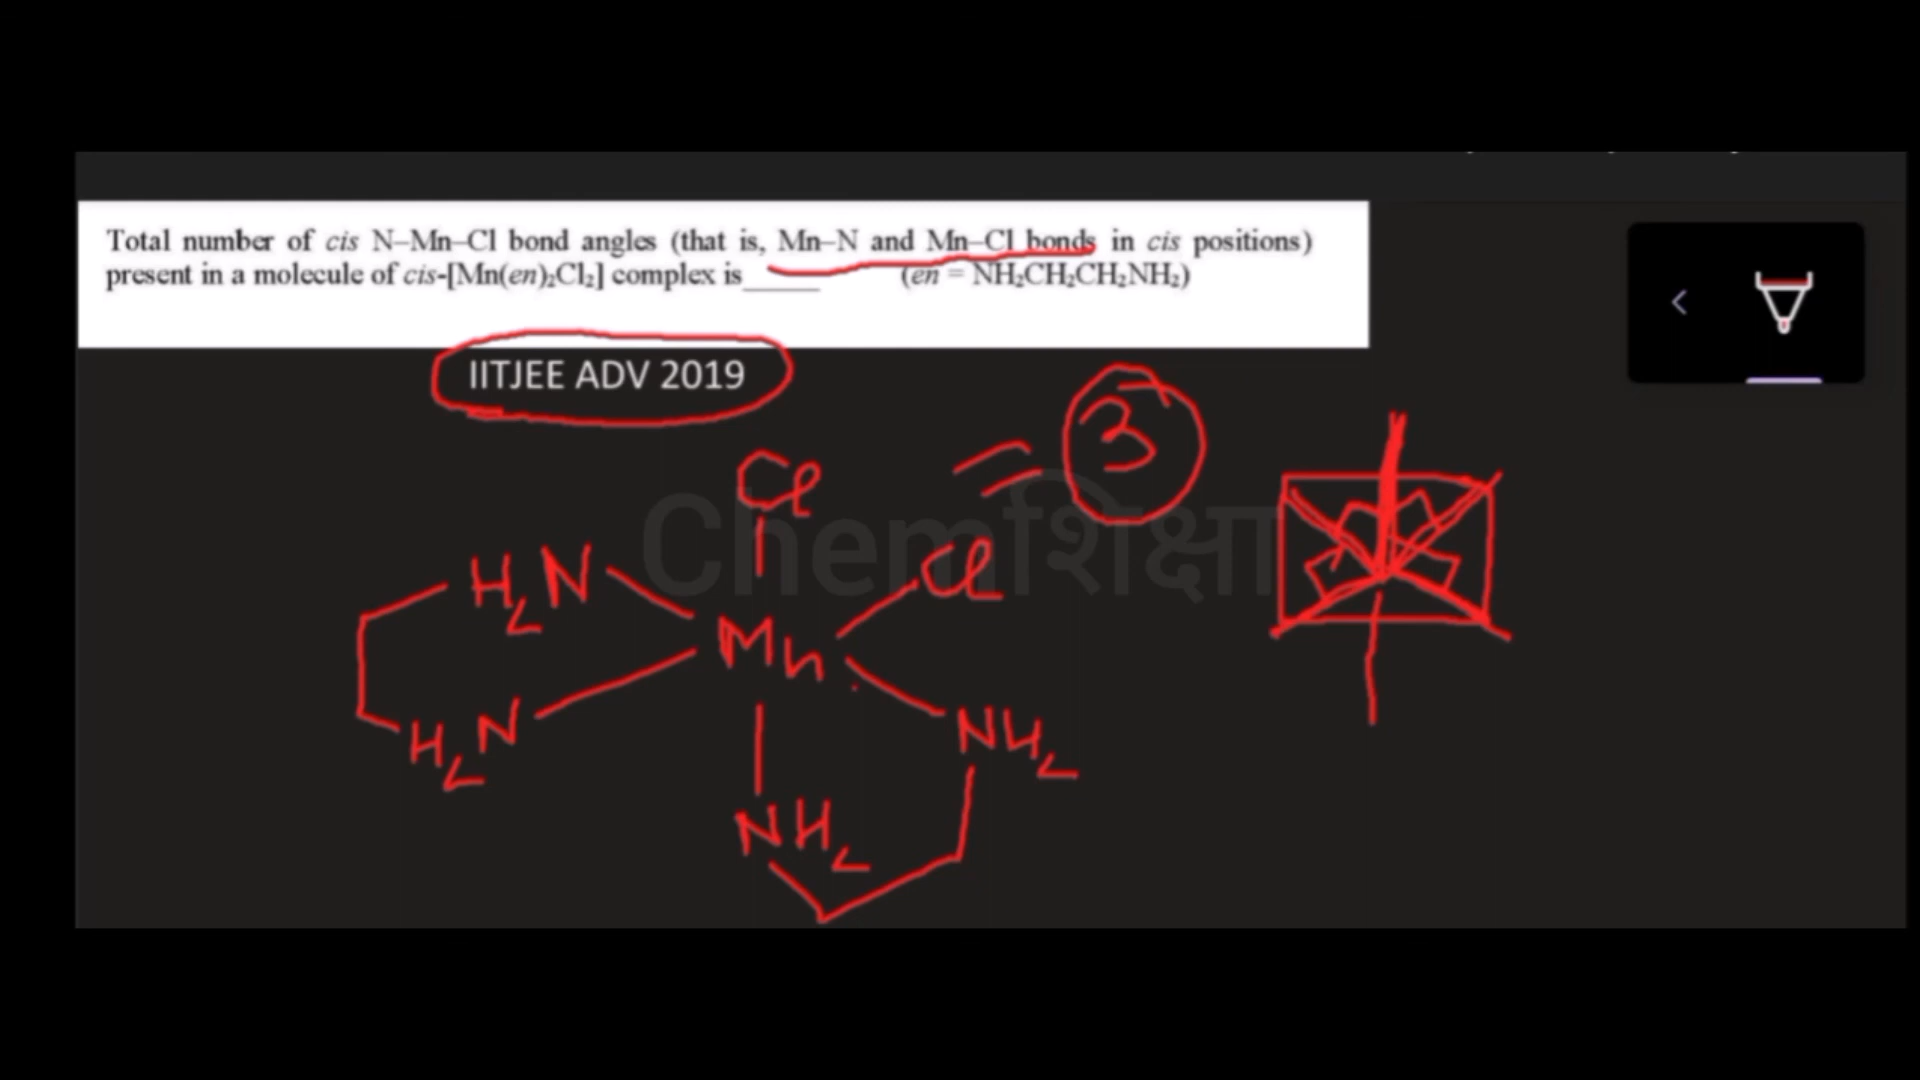 Total number of cis N–Mn–Cl bond angles (that is, Mn–N and Mn–Cl bonds in cis positions)
present in a molecule of cis-[Mn(en)₂Cl₂] complex is______ (en = NH₂CH₂CH₂NH₂)
IITJEE ADV 2019
= 3
Cl
Chemशिक्षा
H₂N
Cl
Mn
H₂N
NH₂
NH₂